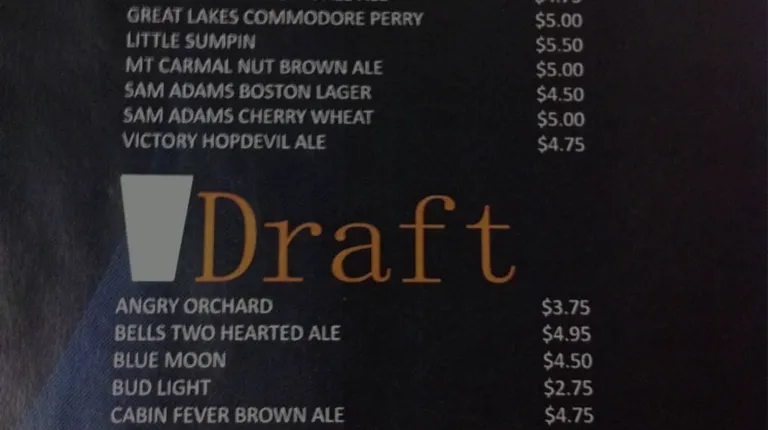 GREAT LAKES COMMODORE PERRY $5.00
LITTLE SUMPIN $5.50
MT CARMAL NUT BROWN ALE $5.00
SAM ADAMS BOSTON LAGER $4.50
SAM ADAMS CHERRY WHEAT $5.00
VICTORY HOPDEVIL ALE $4.75
Draft
ANGRY ORCHARD $3.75
BELLS TWO HEARTED ALE $4.95
BLUE MOON $4.50
BUD LIGHT $2.75
CABIN FEVER BROWN ALE $4.75